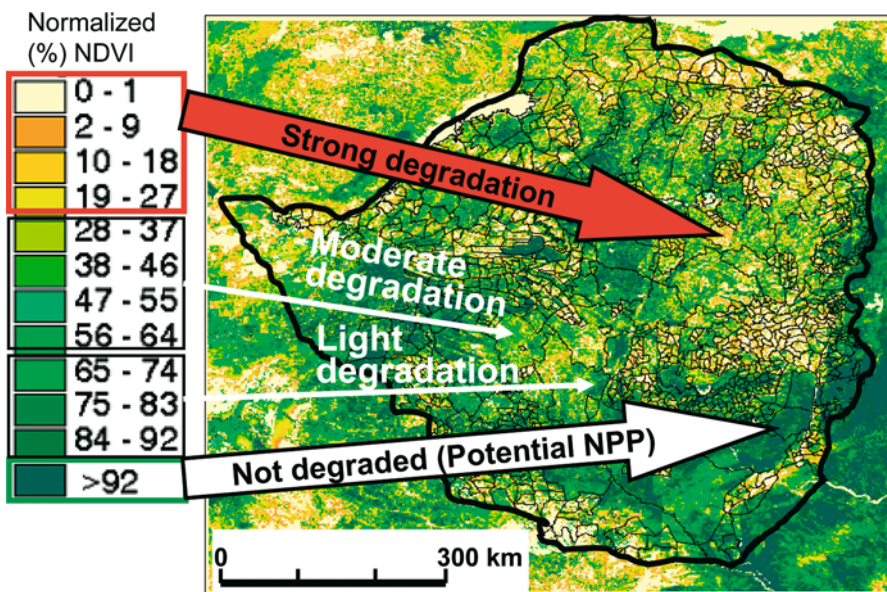 Normalized
(%) NDVI
0 - 1
2 - 9
10 - 18
19 - 27
28 - 37
38 - 46
47 - 55
56 - 64
65 - 74
75 - 83
84 - 92
>92
Strong degradation
Moderate
degradation
Light
degradation
Not degraded (Potential NPP)
0
300 km